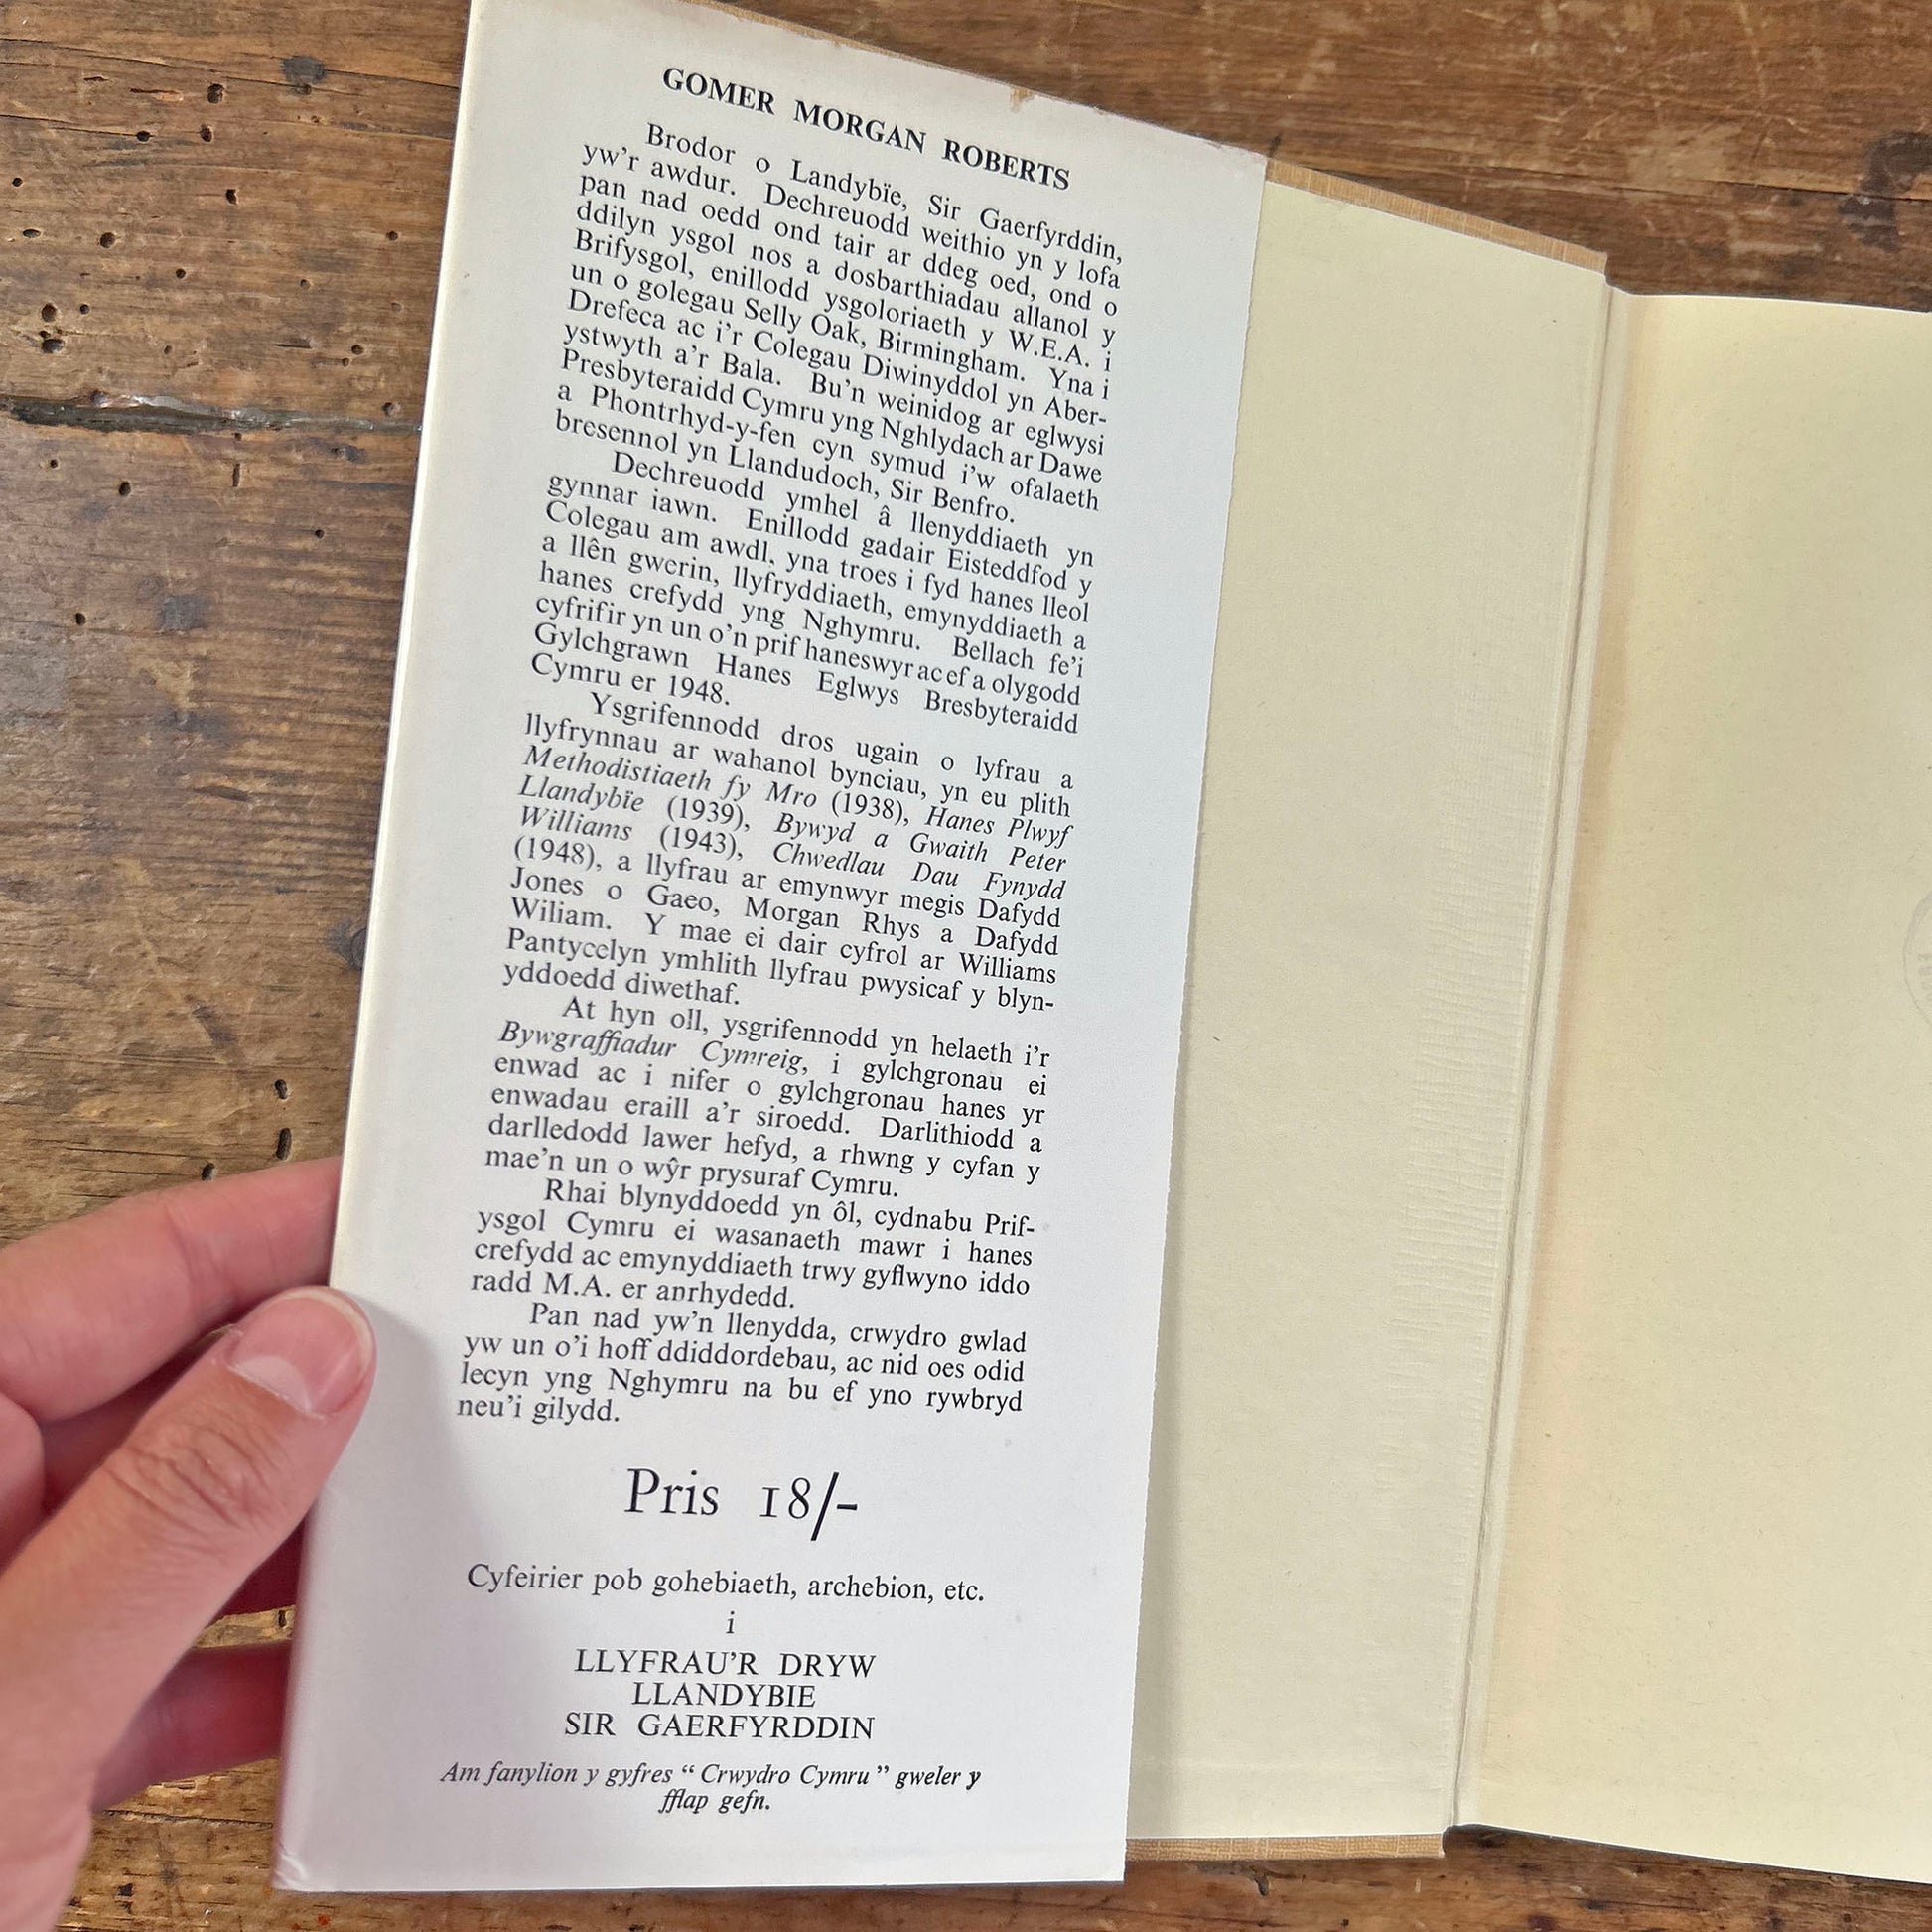 GOMER MORGAN ROBERTS
Brodor o Landybïe, Sir Gaerfyrddin,
yw'r awdur. Dechreuodd weithio yn y lofa
pan nad oedd ond tair ar ddeg oed, ond o
ddilyn ysgol nos a dosbarthiadau allanol y
Brifysgol, enillodd ysgoloriaeth y W.E.A. i
un o golegau Selly Oak, Birmingham. Yna i
Drefeca ac i'r Colegau Diwinyddol yn Aber-
ystwyth a'r Bala. Bu'n weinidog ar eglwysi
Presbyteraidd Cymru yng Nghlydach ar Dawe
a Phontrhyd-y-fen cyn symud i'w ofalaeth
bresennol yn Llandudoch, Sir Benfro.
Dechreuodd ymhel â llenyddiaeth yn
gynnar iawn. Enillodd gadair Eisteddfod y
Colegau am awdl, yna troes i fyd hanes lleol
a llên gwerin, llyfryddiaeth, emynyddiaeth a
hanes crefydd yng Nghymru. Bellach fe'i
cyfrifir yn un o'n prif haneswyr ac ef a olygodd
Gylchgrawn Hanes Eglwys Bresbyteraidd
Cymru er 1948.
Ysgrifennodd dros ugain o lyfrau a
llyfrynnau ar wahanol bynciau, yn eu plith
Methodistiaeth fy Mro (1938), Hanes Plwyf
Llandybïe (1939), Bywyd a Gwaith Peter
Williams (1943), Chwedlau Dau Fynydd
(1948), a llyfrau ar emynwyr megis Dafydd
Jones o Gaeo, Morgan Rhys a Dafydd
Wiliam. Y mae ei dair cyfrol ar Williams
Pantycelyn ymhlith llyfrau pwysicaf y blyn-
yddoedd diwethaf.
At hyn oll, ysgrifennodd yn helaeth i'r
Bywgraffiadur Cymreig, i gylchgronau ei
enwad ac i nifer o gylchgronau hanes yr
enwadau eraill a'r siroedd. Darlithiodd a
darlledodd lawer hefyd, a rhwng y cyfan y
mae'n un o wŷr prysuraf Cymru.
Rhai blynyddoedd yn ôl, cydnabu Prif-
ysgol Cymru ei wasanaeth mawr i hanes
crefydd ac emynyddiaeth trwy gyflwyno iddo
radd M.A. er anrhydedd.
Pan nad yw'n llenydda, crwydro gwlad
yw un o'i hoff ddiddordebau, ac nid oes odid
lecyn yng Nghymru na bu ef yno rywbryd
neu'i gilydd.
Pris 18/-
Cyfeirier pob gohebiaeth, archebion, etc.
i
LLYFRAU'R DRYW
LLANDYBIE
SIR GAERFYRDDIN
Am fanylion y gyfres " Crwydro Cymru " gweler y
fflap gefn.